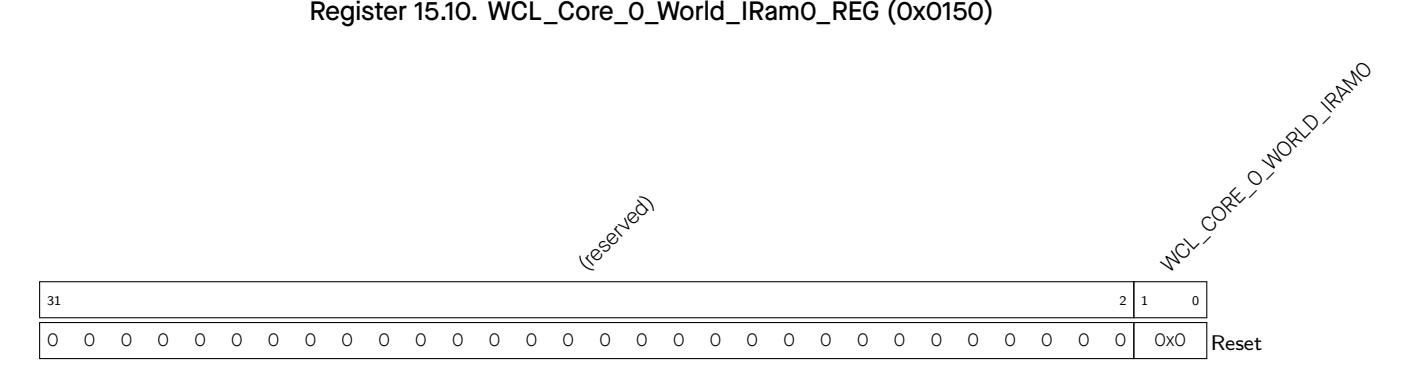 Register 15.10. WCL_Core_0_World_IRam0_REG (0x0150)
(reserved)
WCL_CORE_0_WORLD_IRAM0
31 2 1 0
0 0 0 0 0 0 0 0 0 0 0 0 0 0 0 0 0 0 0 0 0 0 0 0 0 0 0 0 0 0 0x0 Reset